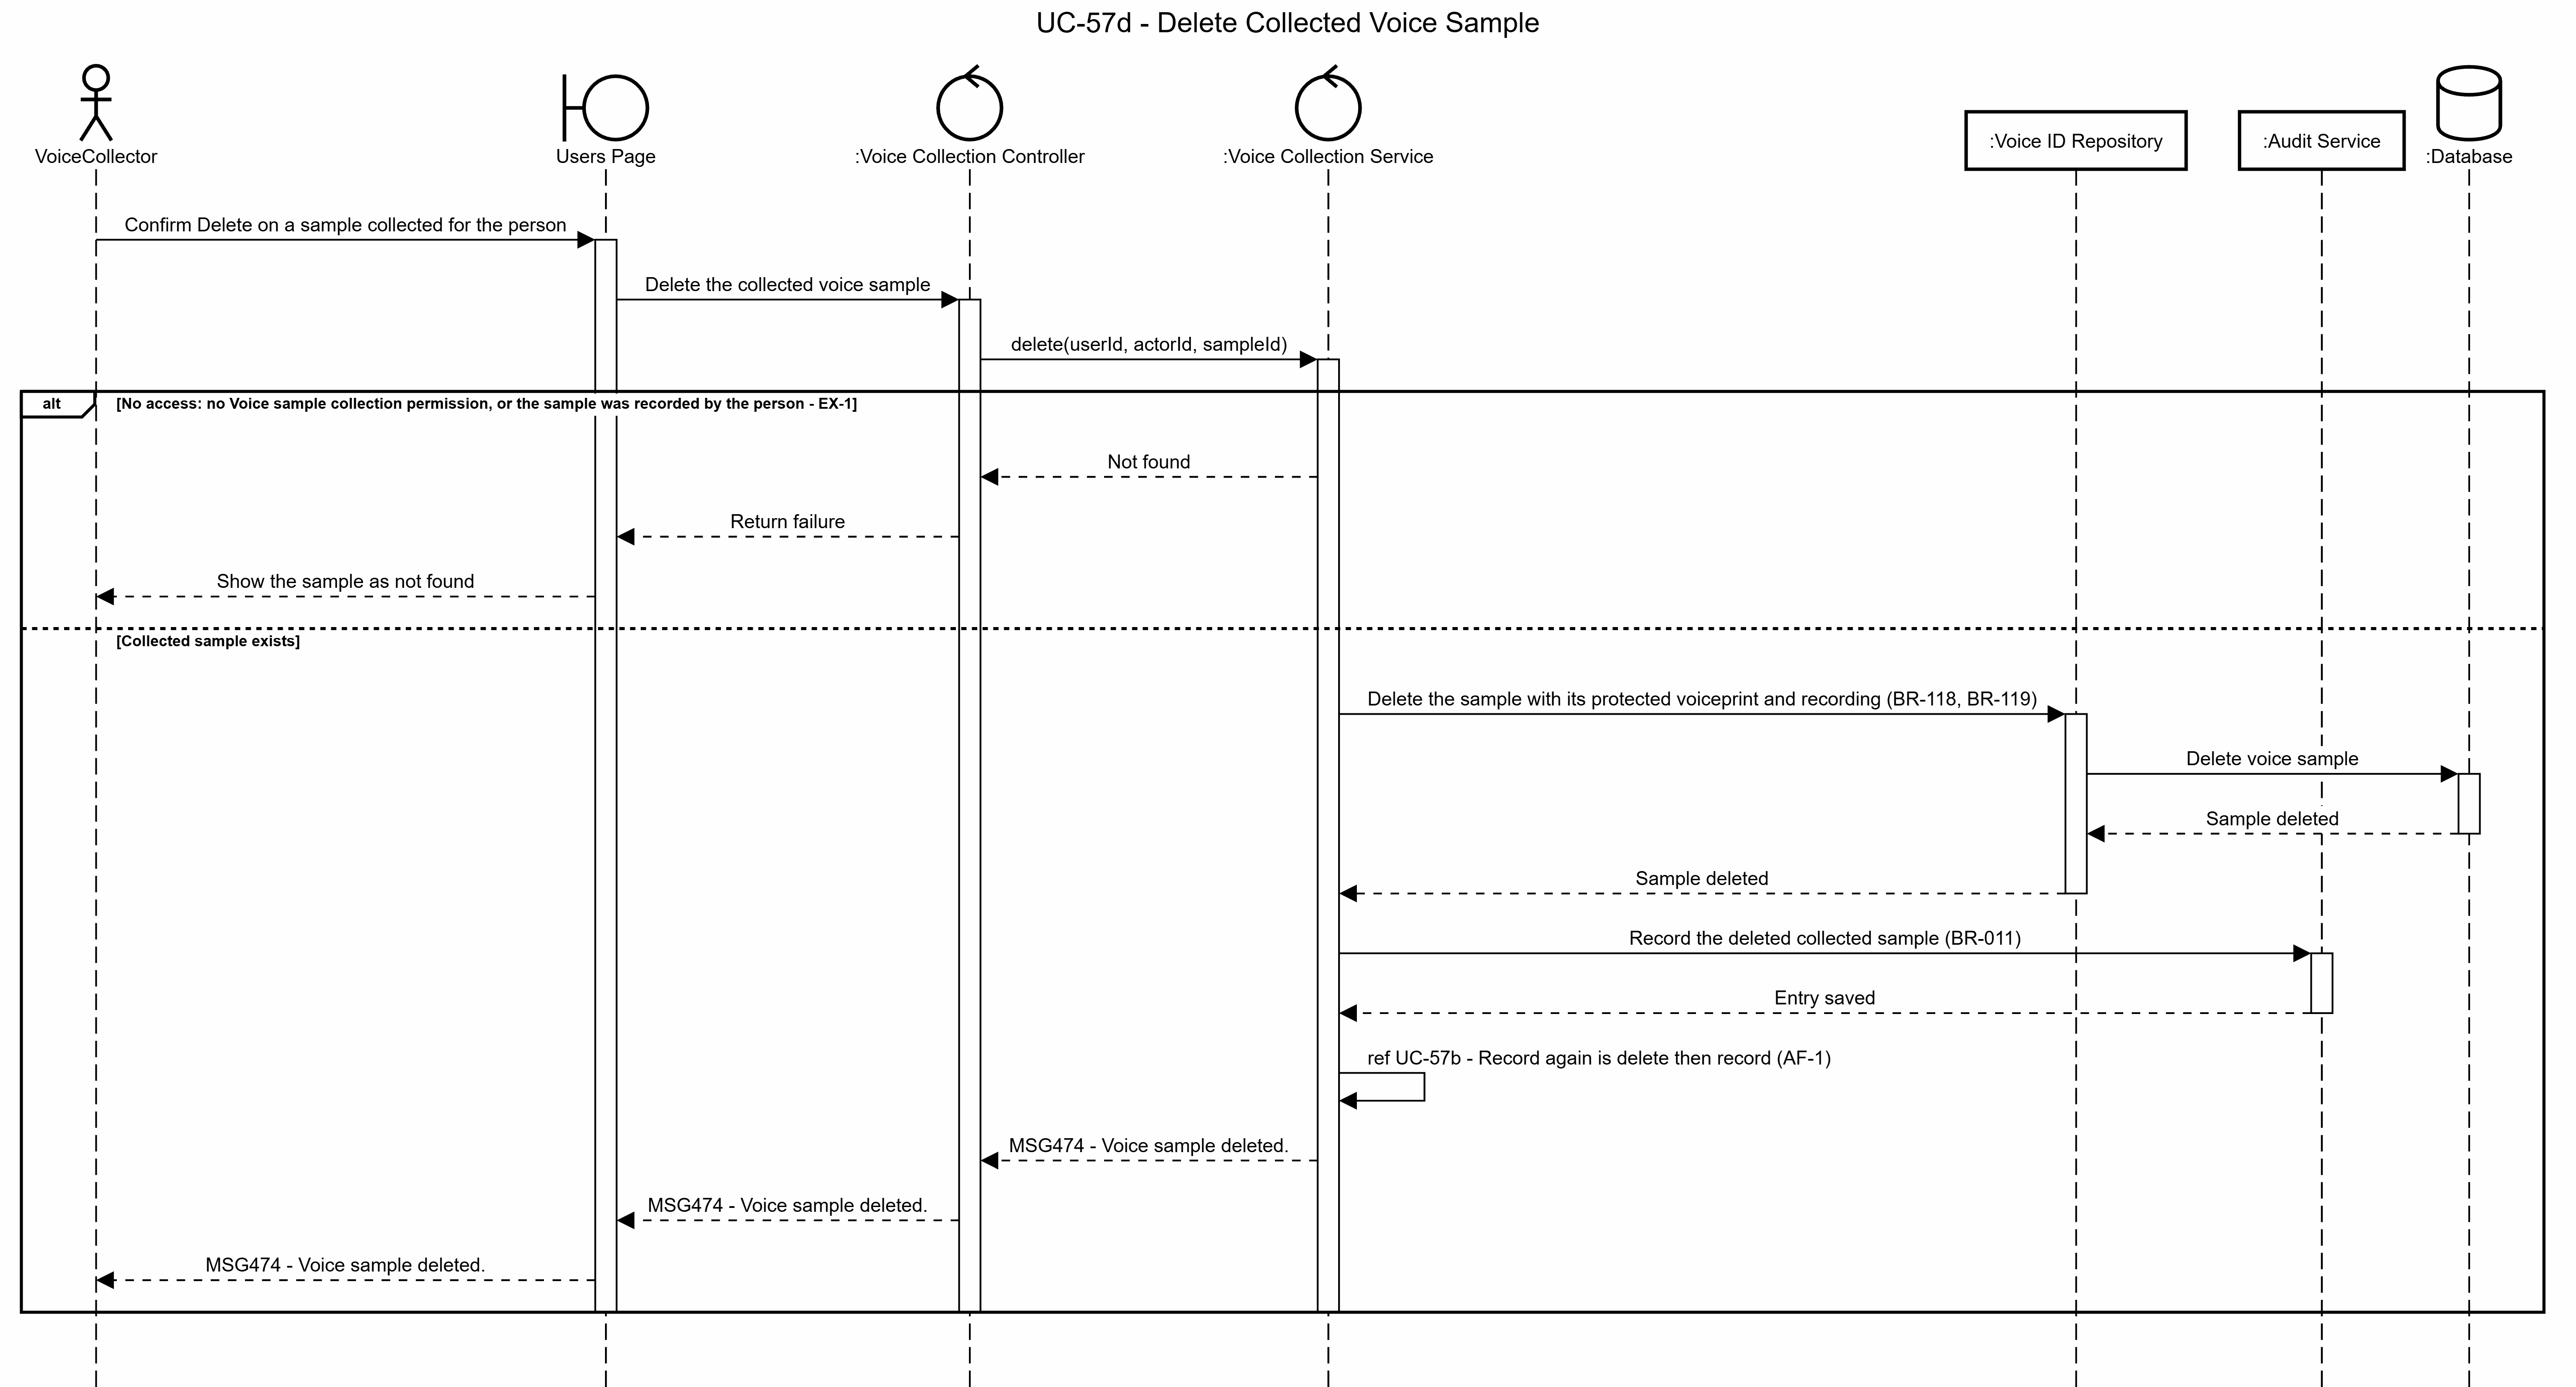 UC-57d - Delete Collected Voice Sample
VoiceCollector
Users Page
:Voice Collection Controller
:Voice Collection Service
:Voice ID Repository
:Audit Service
:Database
Confirm Delete on a sample collected for the person
Delete the collected voice sample
delete(userId, actorId, sampleId)
alt
[No access: no Voice sample collection permission, or the sample was recorded by the person - EX-1]
Not found
Return failure
Show the sample as not found
[Collected sample exists]
Delete the sample with its protected voiceprint and recording (BR-118, BR-119)
Delete voice sample
Sample deleted
Sample deleted
Record the deleted collected sample (BR-011)
Entry saved
ref UC-57b - Record again is delete then record (AF-1)
MSG474 - Voice sample deleted.
MSG474 - Voice sample deleted.
MSG474 - Voice sample deleted.